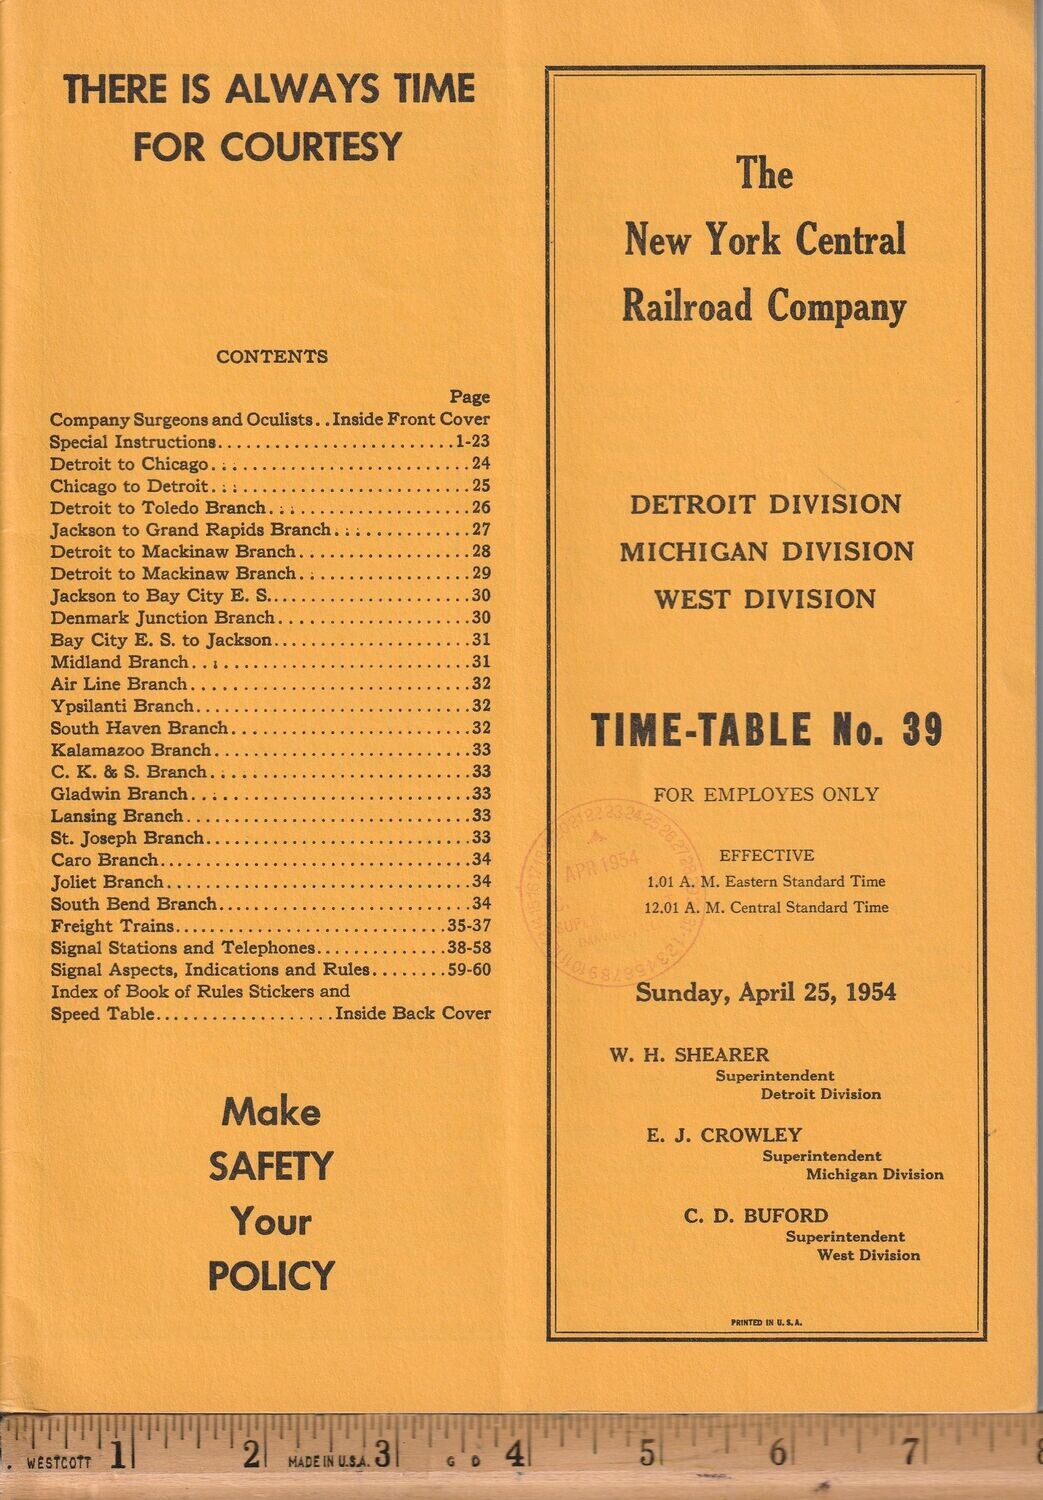 THERE IS ALWAYS TIME
FOR COURTESY
CONTENTS
Page
Company Surgeons and Oculists..Inside Front Cover
Special Instructions..........................1-23
Detroit to Chicago............................24
Chicago to Detroit............................25
Detroit to Toledo Branch......................26
Jackson to Grand Rapids Branch................27
Detroit to Mackinaw Branch...................28
Detroit to Mackinaw Branch...................29
Jackson to Bay City E. S......................30
Denmark Junction Branch.....................30
Bay City E. S. to Jackson.....................31
Midland Branch..............................31
Air Line Branch..............................32
Ypsilanti Branch..............................32
South Haven Branch..........................32
Kalamazoo Branch............................33
C. K. & S. Branch............................33
Gladwin Branch..............................33
Lansing Branch...............................33
St. Joseph Branch.............................33
Caro Branch..................................34
Joliet Branch.................................34
South Bend Branch...........................34
Freight Trains.............................35-37
Signal Stations and Telephones..............38-58
Signal Aspects, Indications and Rules........59-60
Index of Book of Rules Stickers and
Speed Table...................Inside Back Cover
Make
SAFETY
Your
POLICY
The
New York Central
Railroad Company
DETROIT DIVISION
MICHIGAN DIVISION
WEST DIVISION
TIME-TABLE No. 39
FOR EMPLOYES ONLY
EFFECTIVE
1.01 A. M. Eastern Standard Time
12.01 A. M. Central Standard Time
APR 1954
Sunday, April 25, 1954
W. H. SHEARER
Superintendent
Detroit Division
E. J. CROWLEY
Superintendent
Michigan Division
C. D. BUFORD
Superintendent
West Division
PRINTED IN U.S.A.
WESTCOTT 1 2 MADE IN U.S.A. 3 G D 4 5 6 7 8